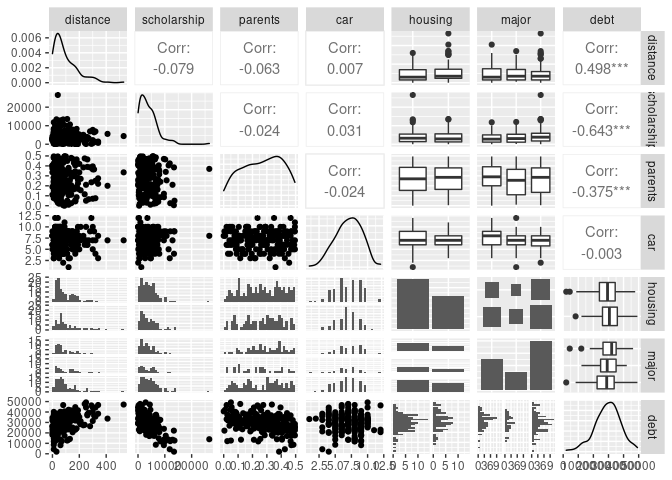 distance scholarship parents car housing major debt
0.006
0.004
0.002
0.000
Corr:
-0.079
Corr:
-0.063
Corr:
0.007
Corr:
0.498***
distance
20000
10000
0
Corr:
-0.024
Corr:
0.031
Corr:
-0.643***
scholarship
0.5
0.4
0.3
0.2
0.1
0.0
Corr:
-0.024
Corr:
-0.375***
parents
12.5
10.0
7.5
5.0
2.5
Corr:
-0.003
car
housing
major
50000
40000
30000
20000
10000
0
debt
0 200 400
0 10000 20000
0.0 0.1 0.2 0.3 0.4 0.5
2.5 5.0 7.5 10.0 12.5
0 5 10 0 5 10
0 3 6 9 0 3 6 9 0 3 6 9